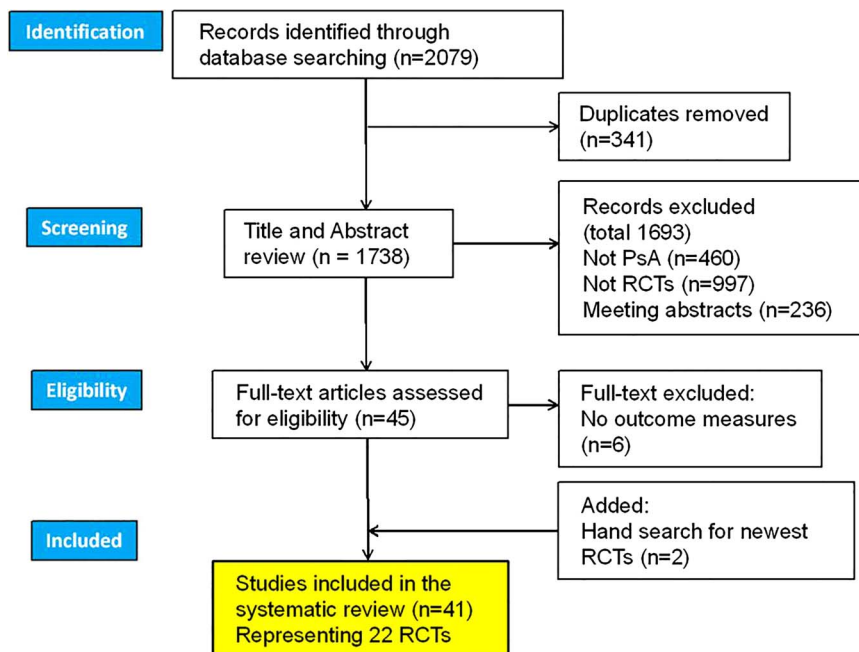 Identification
Records identified through
database searching (n=2079)
Duplicates removed
(n=341)
Screening
Title and Abstract
review (n = 1738)
Records excluded
(total 1693)
Not PsA (n=460)
Not RCTs (n=997)
Meeting abstracts (n=236)
Eligibility
Full-text articles assessed
for eligibility (n=45)
Full-text excluded:
No outcome measures
(n=6)
Added:
Hand search for newest
RCTs (n=2)
Included
Studies included in the
systematic review (n=41)
Representing 22 RCTs